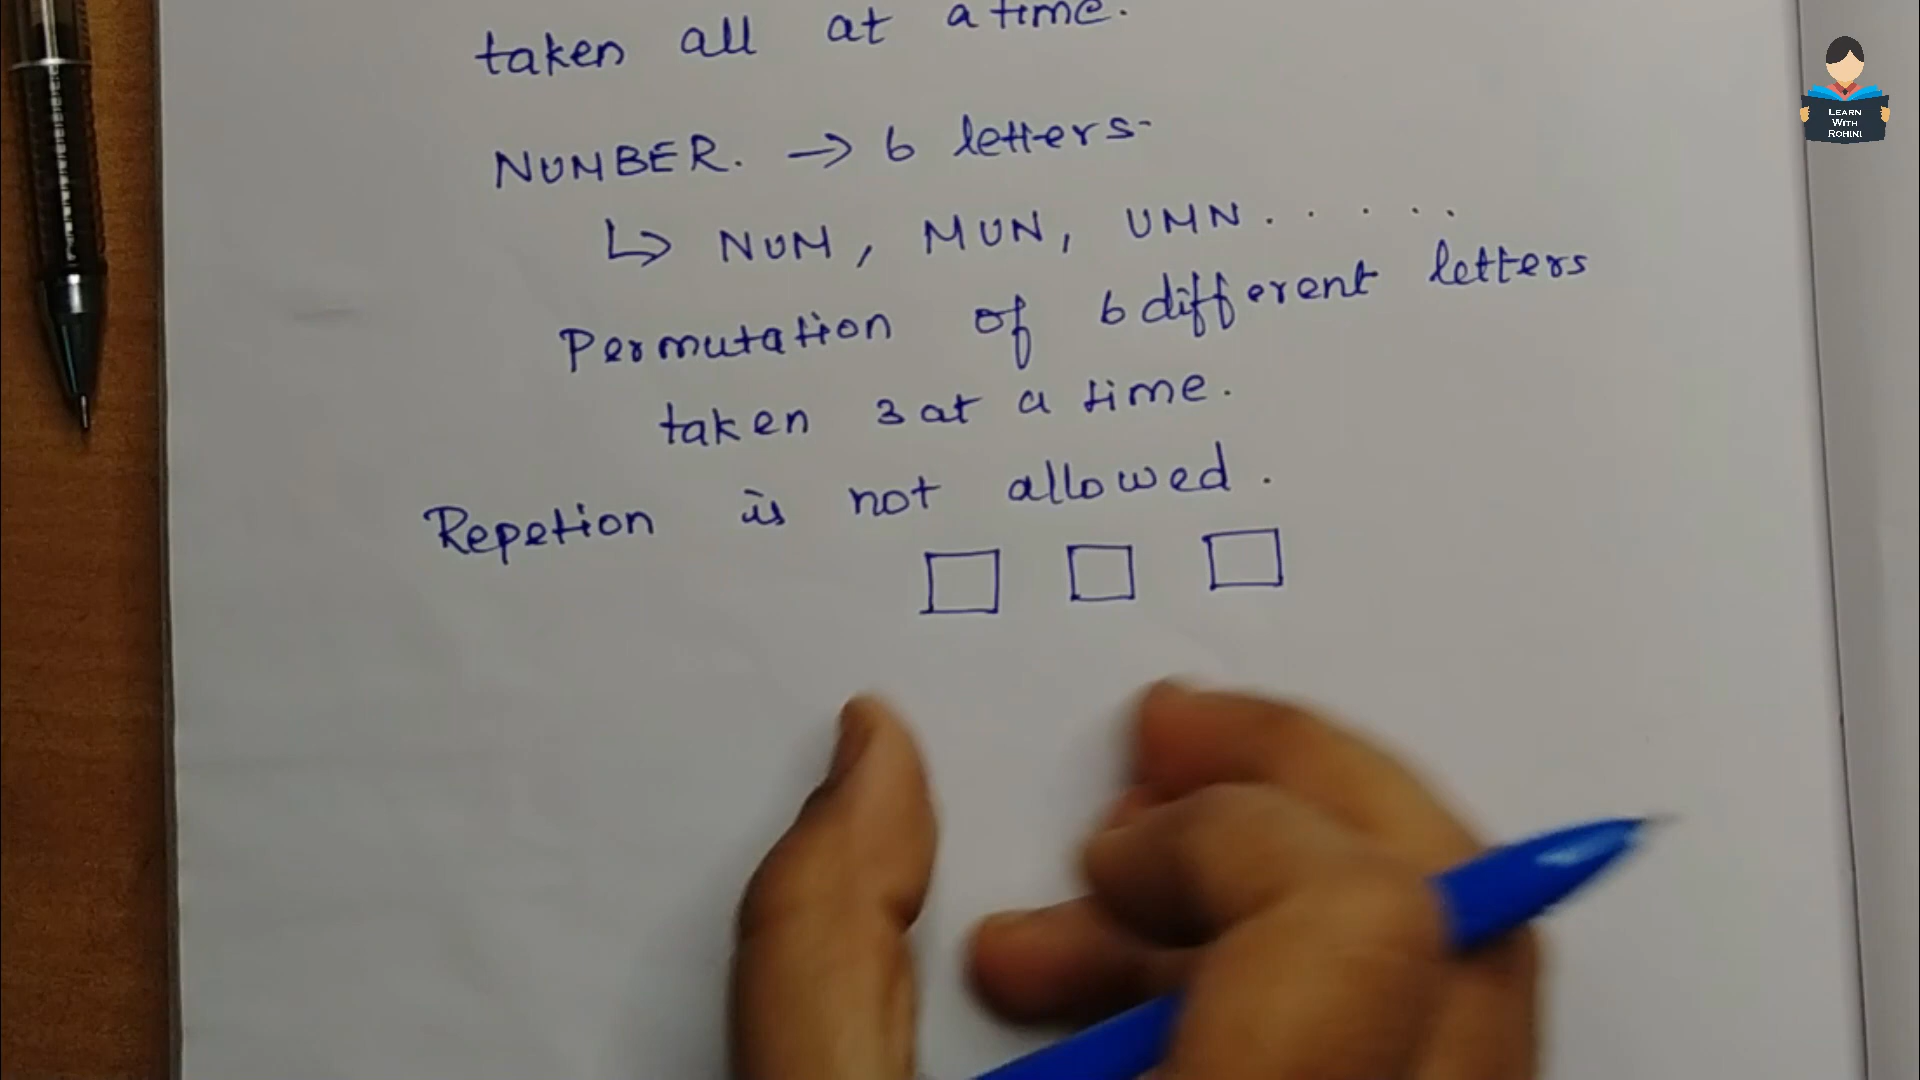 taken all at a time.
NUMBER. → 6 letters.
↳ NUM, MUN, UMN......
Permutation of 6 different letters
taken 3 at a time.
Repetion is not allowed.
LEARN
WITH
ROHINI